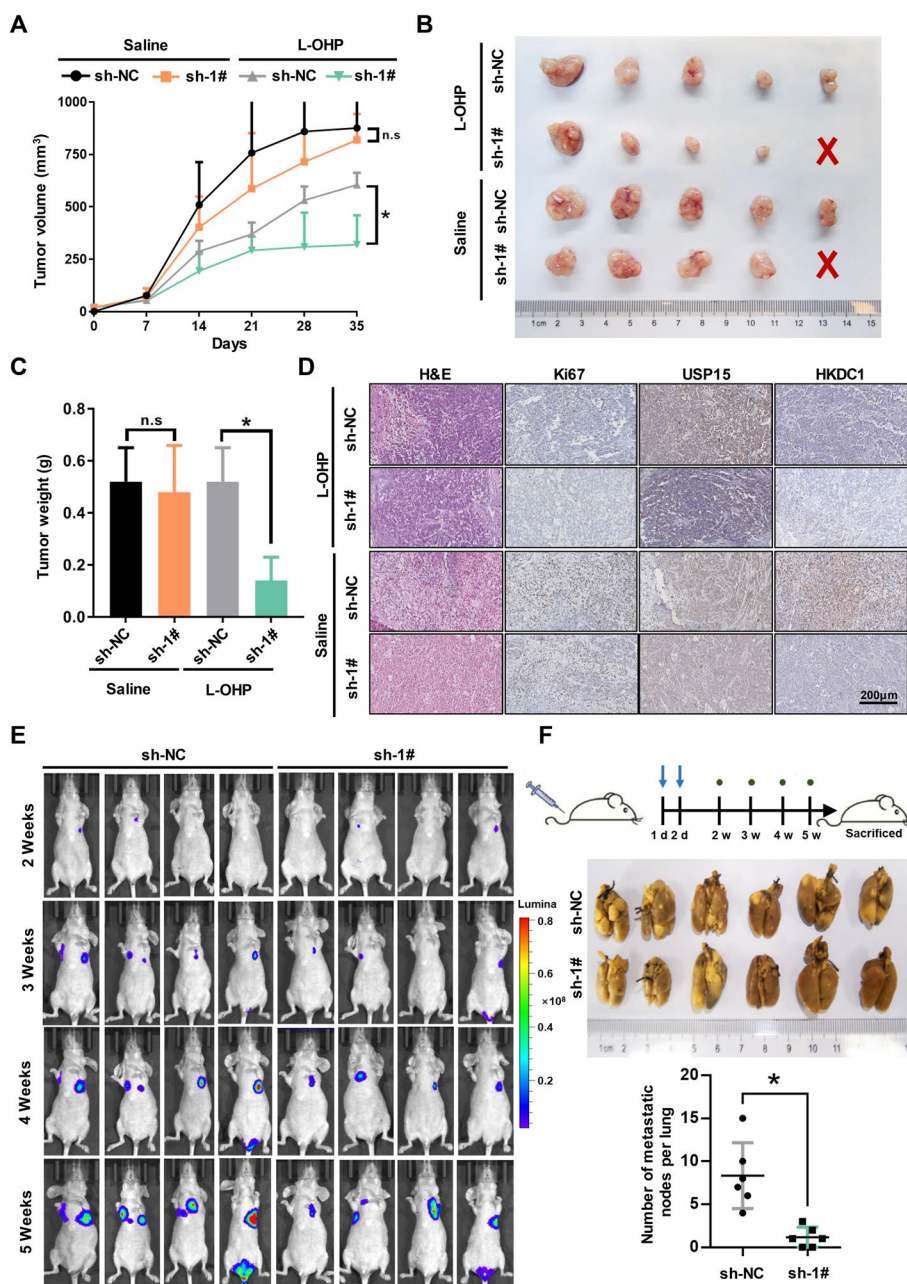 A
Saline
L-OHP
sh-NC
sh-1#
sh-NC
sh-1#
Tumor volume (mm³)
1000
750
500
250
0
n.s
*
0 7 14 21 28 35
Days
B
L-OHP
sh-NC
sh-1#
Saline
sh-NC
sh-1#
X
X
1cm 2 3 4 5 6 7 8 9 10 11 12 13 14 15
C
Tumor weight (g)
0.8
0.6
0.4
0.2
0.0
n.s
*
sh-NC sh-1# sh-NC sh-1#
Saline L-OHP
D
H&E Ki67 USP15 HKDC1
L-OHP
sh-NC
sh-1#
Saline
sh-NC
sh-1#
200μm
E
sh-NC sh-1#
2 Weeks
3 Weeks
4 Weeks
5 Weeks
Lumina
0.8
0.6
×10⁸
0.4
0.2
F
1 d 2 d 2 w 3 w 4 w 5 w
Sacrificed
sh-NC
sh-1#
1cm 2 3 4 5 6 7 8 9 10 11
Number of metastatic
nodes per lung
20
15
10
5
0
*
sh-NC sh-1#